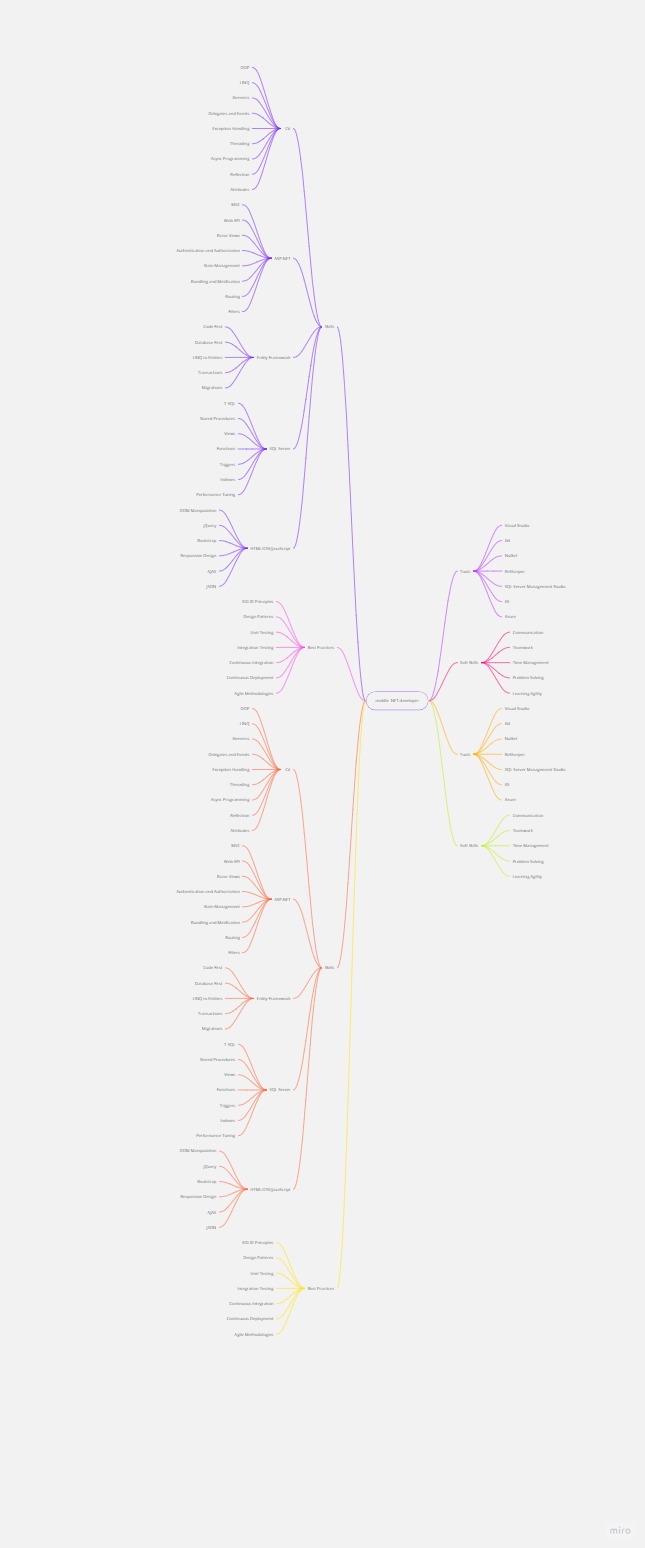 OOP
LINQ
Generics
Delegates and Events
Exception Handling
C#
Threading
Async Programming
Reflection
Attributes
MVC
Web API
Razor Views
Authentication and Authorization
ASP.NET
State Management
Bundling and Minification
Routing
Filters
Skills
Code First
Database First
LINQ to Entities
Entity Framework
Transactions
Migrations
T-SQL
Stored Procedures
Views
Functions
SQL Server
Triggers
Indexes
Performance Tuning
DOM Manipulation
jQuery
Bootstrap
HTML/CSS/JavaScript
Responsive Design
AJAX
JSON
SOLID Principles
Design Patterns
Unit Testing
Integration Testing
Best Practices
Continuous Integration
Continuous Deployment
Agile Methodologies
middle .NET developer
Visual Studio
Git
NuGet
ReSharper
Tools
SQL Server Management Studio
IIS
Azure
Communication
Teamwork
Soft Skills
Time Management
Problem Solving
Learning Agility
Visual Studio
Git
NuGet
ReSharper
Tools
SQL Server Management Studio
IIS
Azure
Communication
Teamwork
Soft Skills
Time Management
Problem Solving
Learning Agility
OOP
LINQ
Generics
Delegates and Events
Exception Handling
C#
Threading
Async Programming
Reflection
Attributes
MVC
Web API
Razor Views
Authentication and Authorization
ASP.NET
State Management
Bundling and Minification
Routing
Filters
Skills
Code First
Database First
LINQ to Entities
Entity Framework
Transactions
Migrations
T-SQL
Stored Procedures
Views
Functions
SQL Server
Triggers
Indexes
Performance Tuning
DOM Manipulation
jQuery
Bootstrap
HTML/CSS/JavaScript
Responsive Design
AJAX
JSON
SOLID Principles
Design Patterns
Unit Testing
Integration Testing
Best Practices
Continuous Integration
Continuous Deployment
Agile Methodologies
miro